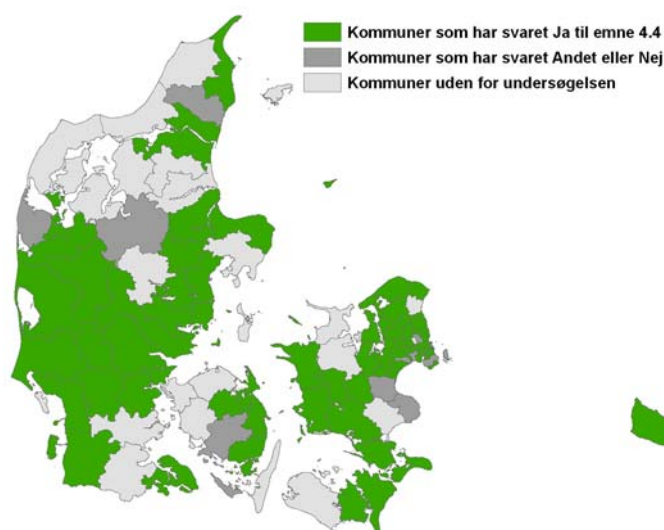 Kommuner som har svaret Ja til emne 4.4
Kommuner som har svaret Andet eller Nej
Kommuner uden for undersøgelsen